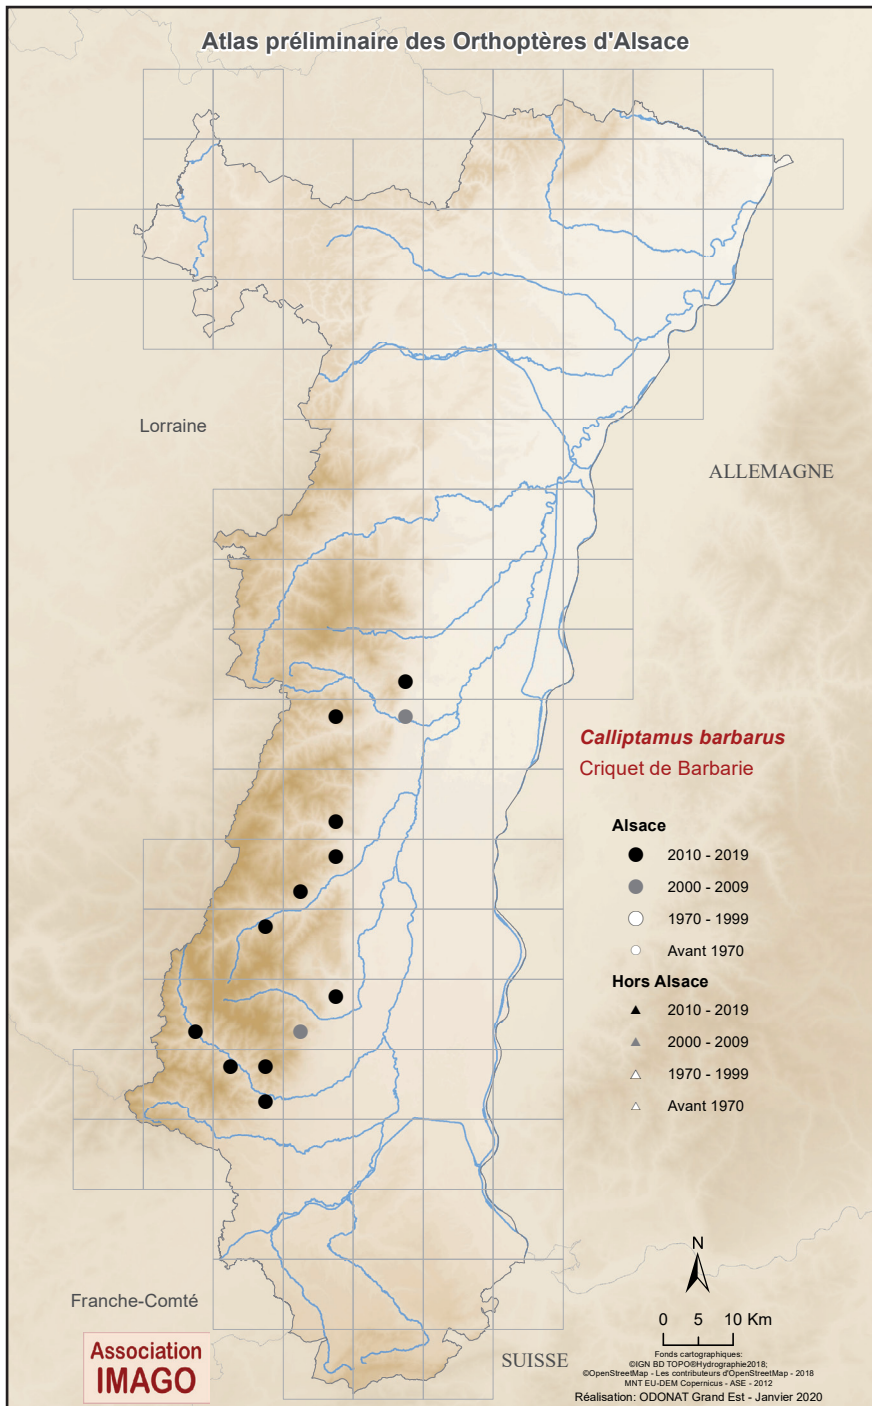 Atlas préliminaire des Orthoptères d'Alsace
Lorraine
ALLEMAGNE
Calliptamus barbarus
Criquet de Barbarie
Alsace
2010 - 2019
2000 - 2009
1970 - 1999
Avant 1970
Hors Alsace
2010 - 2019
2000 - 2009
1970 - 1999
Avant 1970
N
0 5 10 Km
Franche-Comté
SUISSE
Association
IMAGO
Fonds cartographiques:
©IGN BD TOPO®Hydrographie2018;
©OpenStreetMap - Les contributeurs d'OpenStreetMap - 2018
MNT EU-DEM Copernicus - ASE - 2012
Réalisation: ODONAT Grand Est - Janvier 2020